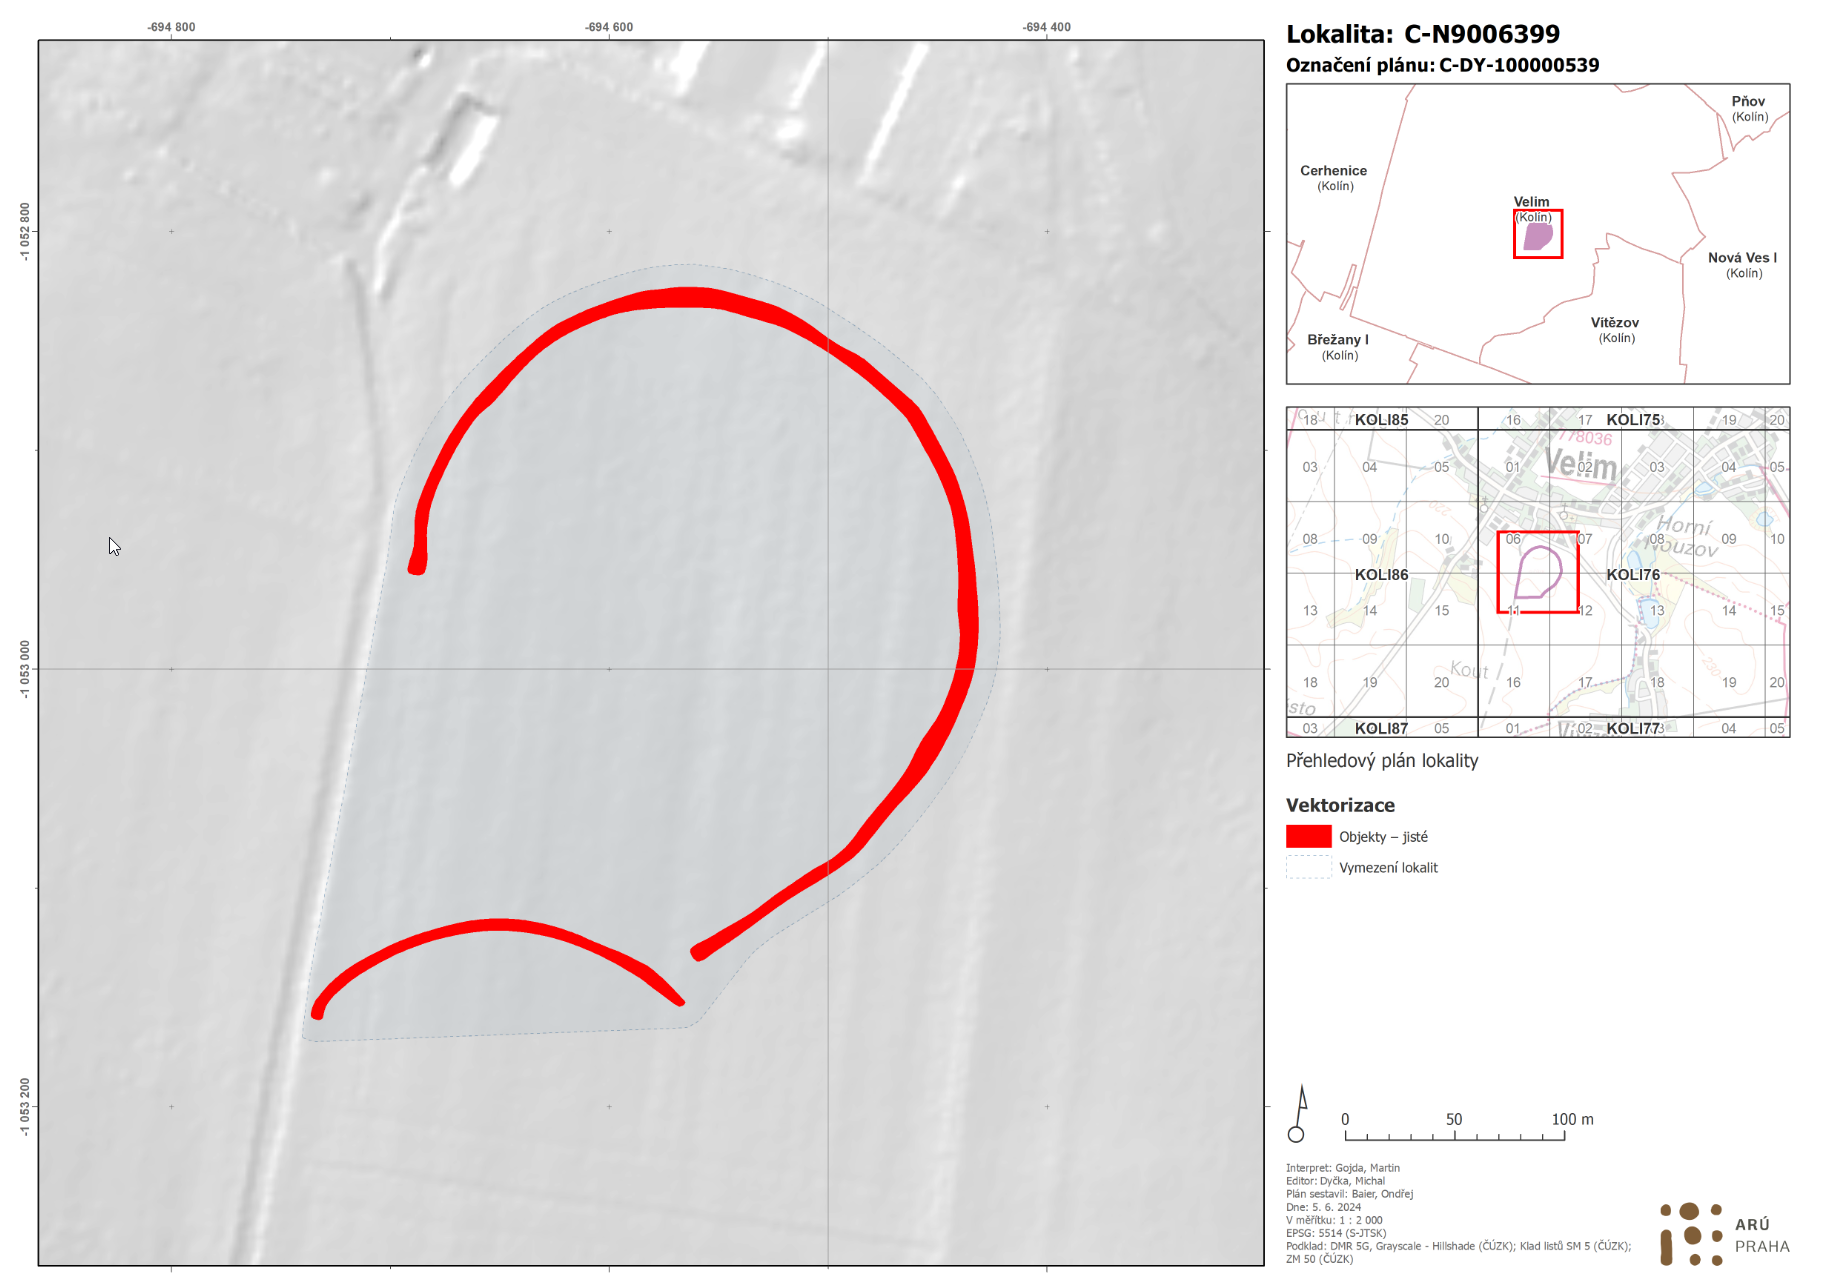 -694 800
-694 600
-694 400
-1 052 800
-1 053 000
-1 053 200
Lokalita: C-N9006399
Označení plánu: C-DY-100000539
Pňov
(Kolín)
Cerhenice
(Kolín)
Velim
(Kolín)
Nová Ves I
(Kolín)
Vítězov
(Kolín)
Břežany I
(Kolín)
18 KOLI85 20 16 17 KOLI75 19 20
778036
Velim
03 04 05 01 02 03 04 05
220
Horní
Nouzov
08 09 10 06 07 08 09 10
KOLI86 KOLI76
13 14 15 11 12 13 14 15
Kout
230
18 19 20 16 17 18 19 20
sto
03 KOLI87 05 01 02 KOLI77 04 05
Přehledový plán lokality
Vektorizace
Objekty – jisté
Vymezení lokalit
0 50 100 m
Interpret: Gojda, Martin
Editor: Dyčka, Michal
Plán sestavil: Baier, Ondřej
Dne: 5. 6. 2024
V měřítku: 1 : 2 000
EPSG: 5514 (S-JTSK)
Podklad: DMR 5G, Grayscale - Hillshade (ČÚZK); Klad listů SM 5 (ČÚZK);
ZM 50 (ČÚZK)
ARÚ
PRAHA